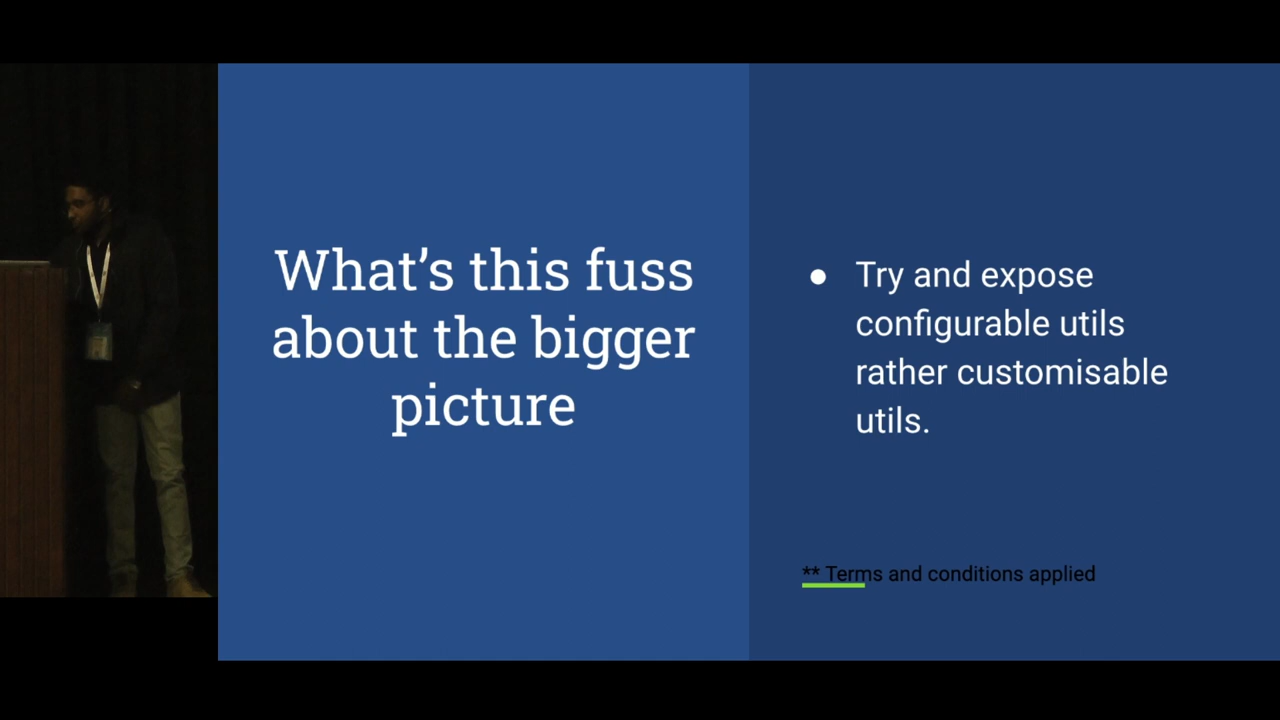 What’s this fuss
about the bigger
picture
● Try and expose
configurable utils
rather customisable
utils.
** Terms and conditions applied